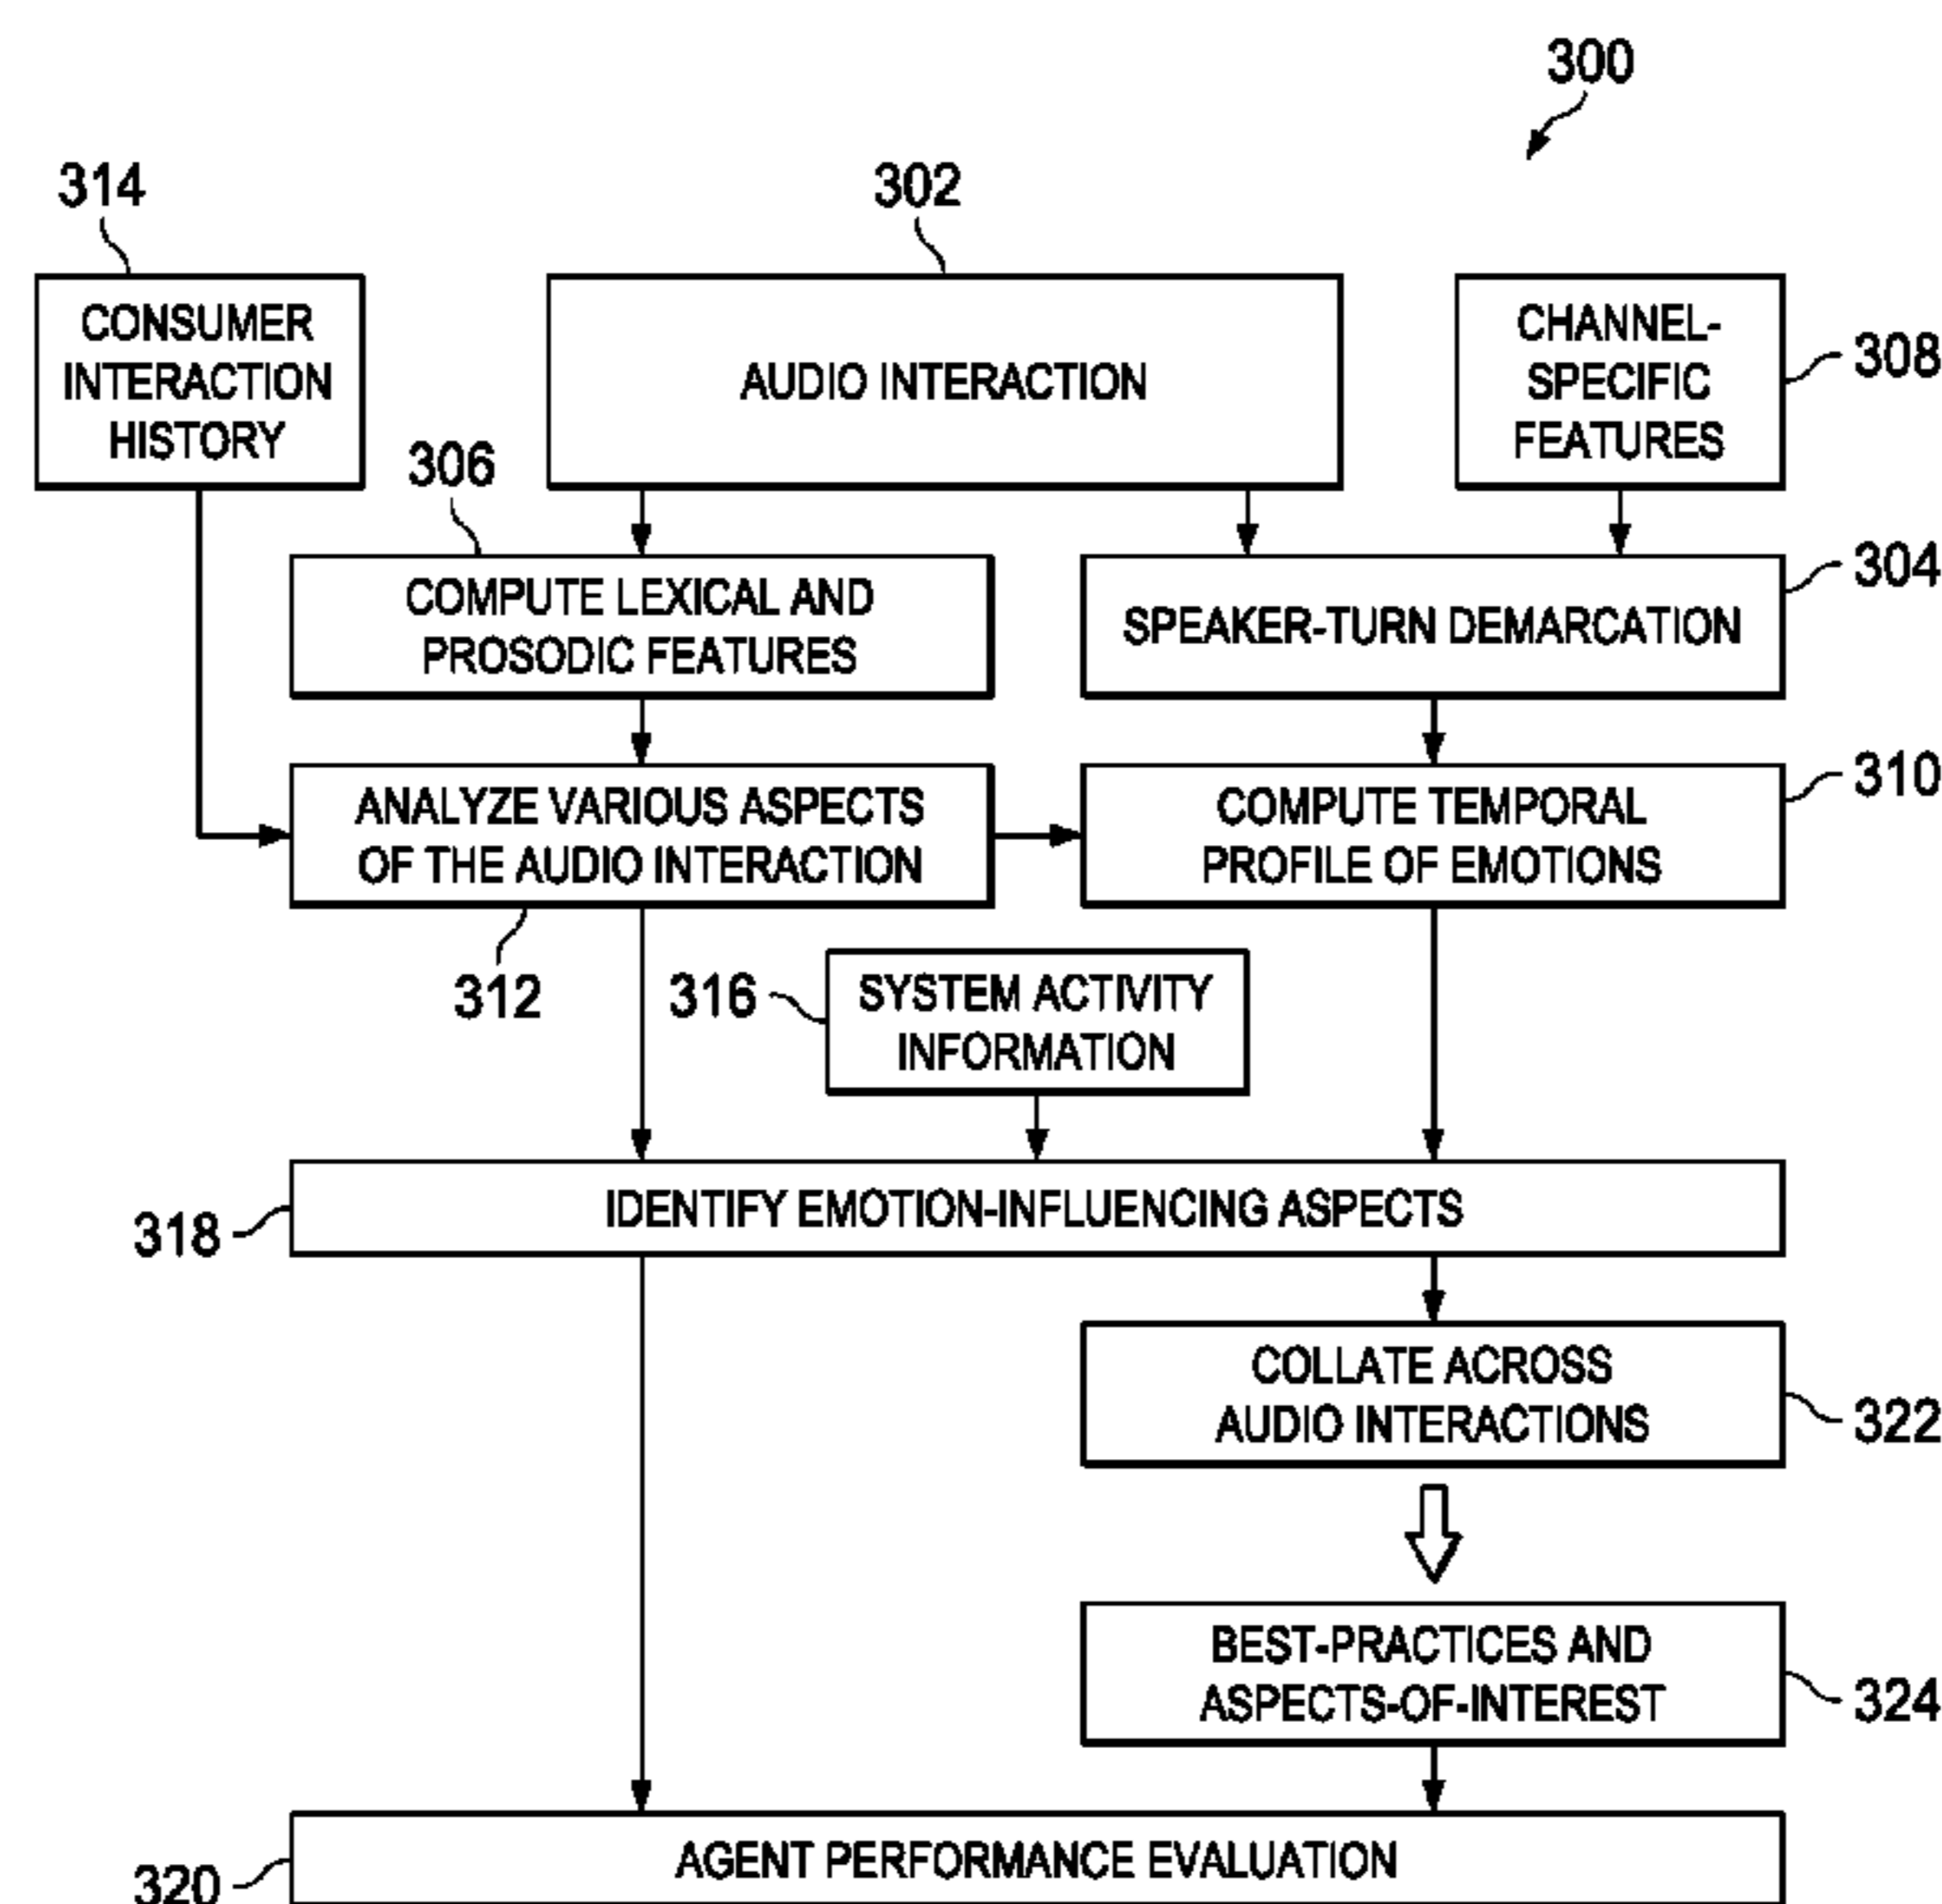 300
314
302
CONSUMER
INTERACTION
HISTORY
AUDIO INTERACTION
CHANNEL-
SPECIFIC
FEATURES
308
306
COMPUTE LEXICAL AND
PROSODIC FEATURES
SPEAKER-TURN DEMARCATION
304
ANALYZE VARIOUS ASPECTS
OF THE AUDIO INTERACTION
COMPUTE TEMPORAL
PROFILE OF EMOTIONS
310
312
316
SYSTEM ACTIVITY
INFORMATION
318
IDENTIFY EMOTION-INFLUENCING ASPECTS
COLLATE ACROSS
AUDIO INTERACTIONS
322
BEST-PRACTICES AND
ASPECTS-OF-INTEREST
324
320
AGENT PERFORMANCE EVALUATION